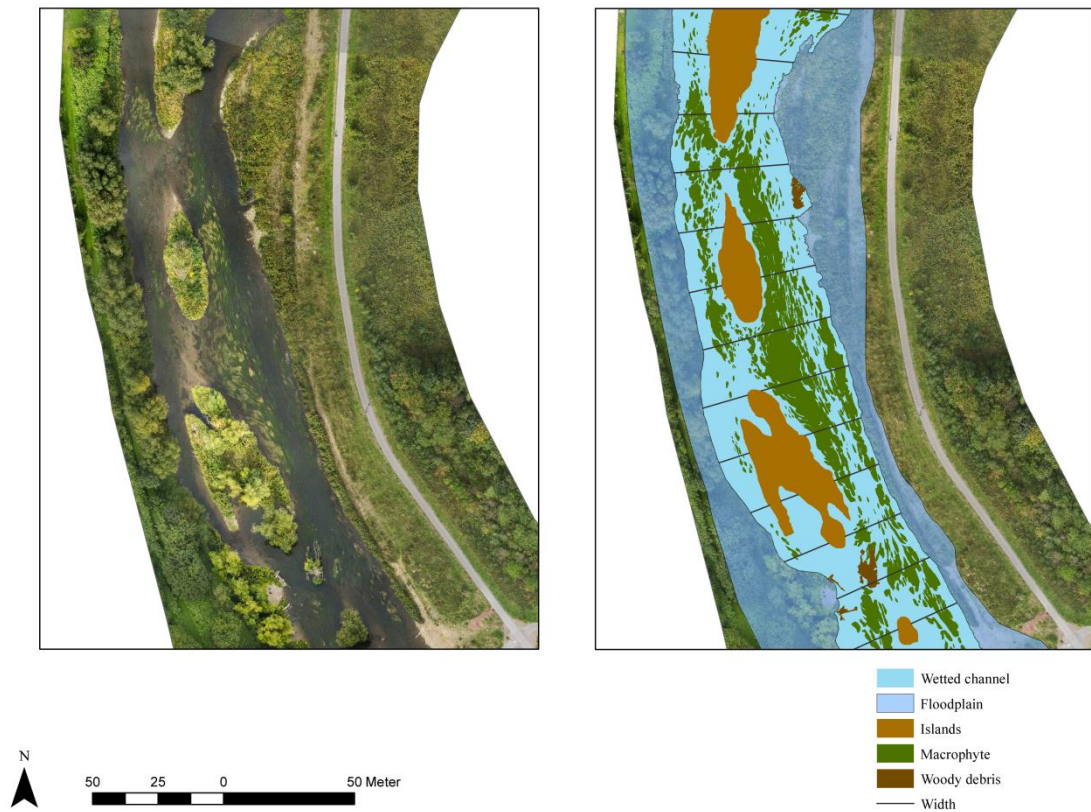 Wetted channel
Floodplain
Islands
Macrophyte
Woody debris
Width
N
50 25 0 50 Meter